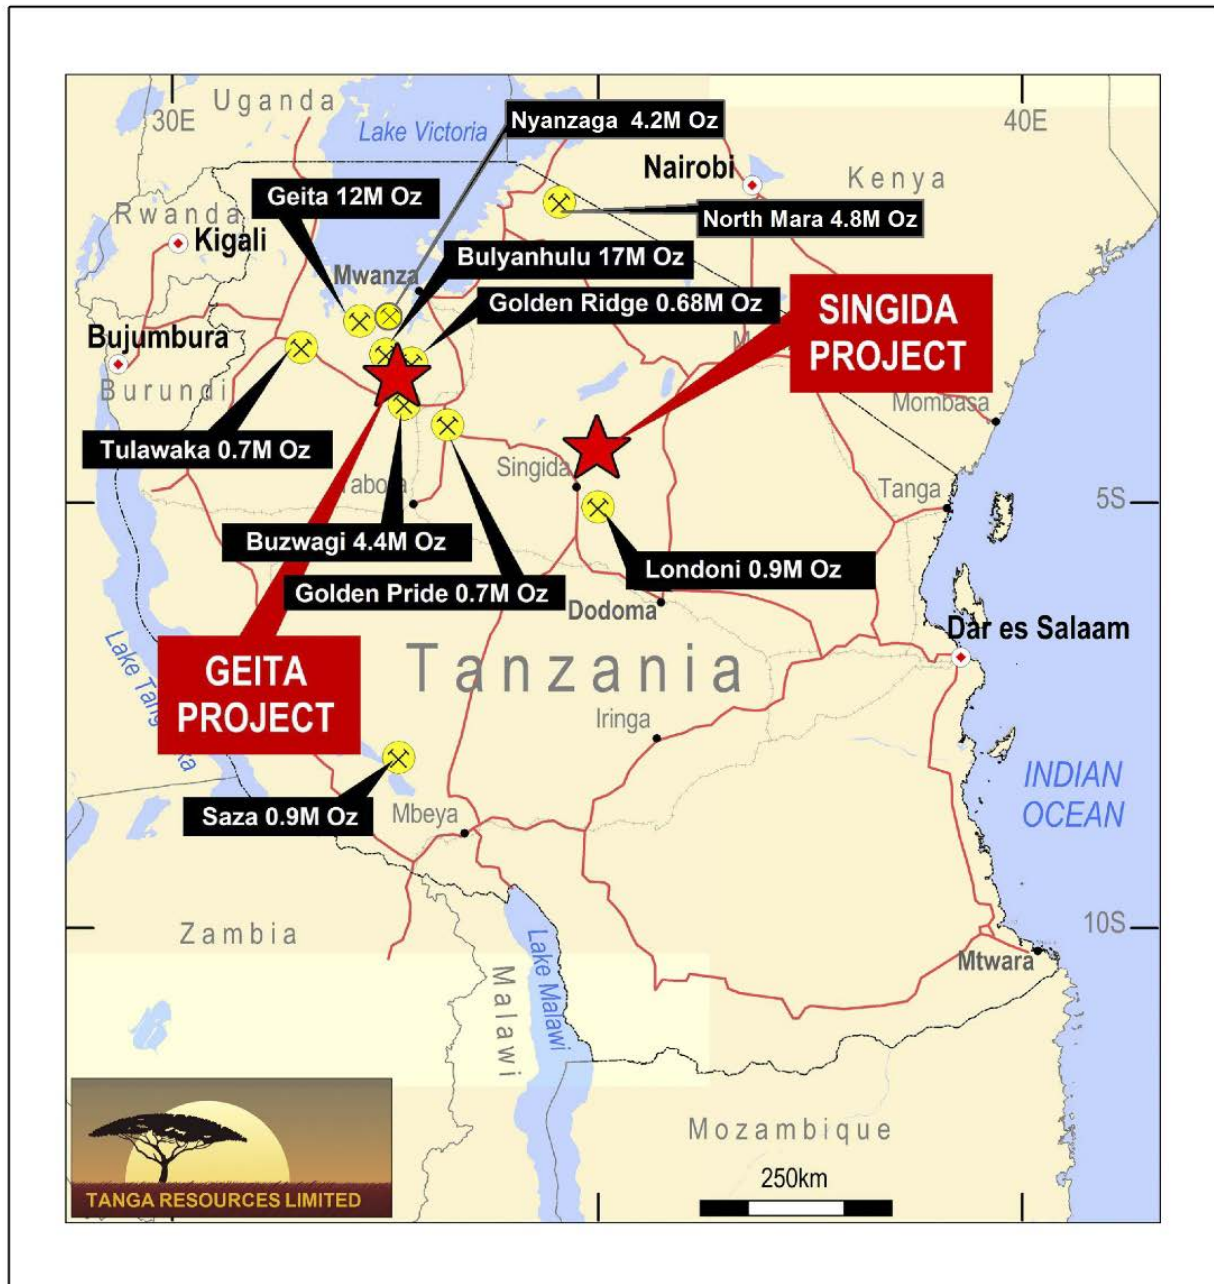 Uganda
30E
Lake Victoria
Nyanzaga 4.2M Oz
40E
Nairobi
Kenya
Geita 12M Oz
North Mara 4.8M Oz
Rwanda
Kigali
Bulyanhulu 17M Oz
Mwanza
Golden Ridge 0.68M Oz
SINGIDA
PROJECT
Bujumbura
Burundi
Mombasa
Tulawaka 0.7M Oz
Singida
Tanga
5S
Buzwagi 4.4M Oz
Londoni 0.9M Oz
Golden Pride 0.7M Oz
Dodoma
Dar es Salaam
GEITA
PROJECT
Tanzania
Lake
Iringa
INDIAN
OCEAN
Saza 0.9M Oz
Mbeya
Zambia
10S
Mtwara
Malawi
Lake Malawi
Mozambique
250km
TANGA RESOURCES LIMITED